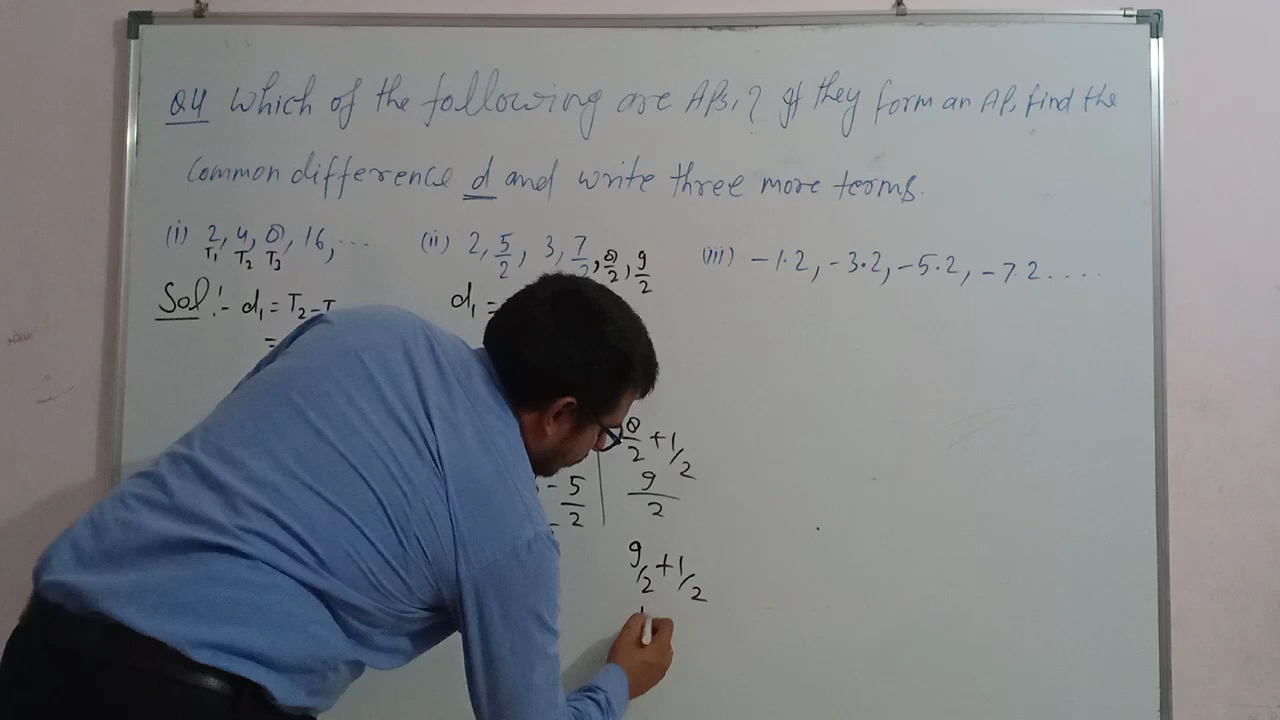 Q4 Which of the following are APs,? If they form an AP, find the
common difference d and write three more terms.
(i) 2, 4, 8, 16, ... (ii) 2, 5/2, 3, 7/2, 8/2, 9/2 (iii) -1.2, -3.2, -5.2, -7.2 ....
T1 T2 T3
Sol:- d1 = T2 - T
d1 =
=
8/2 + 1/2
- 5/2
9/2
9/2 + 1/2